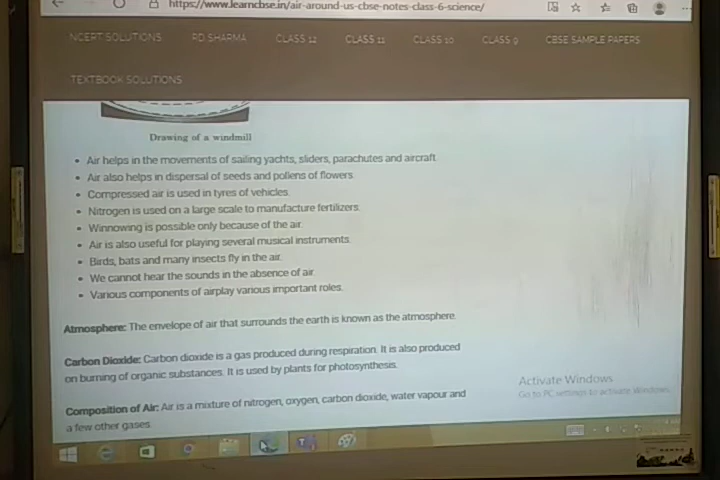 https://www.learncbse.in/air-around-us-cbse-notes-class-6-science/
NCERT SOLUTIONS RD SHARMA CLASS 12 CLASS 11 CLASS 10 CLASS 9 CBSE SAMPLE PAPERS
TEXTBOOK SOLUTIONS
Drawing of a windmill
• Air helps in the movements of sailing yachts, sliders, parachutes and aircraft.
• Air also helps in dispersal of seeds and pollens of flowers.
• Compressed air is used in tyres of vehicles.
• Nitrogen is used on a large scale to manufacture fertilizers.
• Winnowing is possible only because of the air.
• Air is also useful for playing several musical instruments.
• Birds, bats and many insects fly in the air.
• We cannot hear the sounds in the absence of air.
• Various components of airplay various important roles.
Atmosphere: The envelope of air that surrounds the earth is known as the atmosphere.
Carbon Dioxide: Carbon dioxide is a gas produced during respiration. It is also produced
on burning of organic substances. It is used by plants for photosynthesis.
Activate Windows
Go to PC settings to activate Windows.
Composition of Air: Air is a mixture of nitrogen, oxygen, carbon dioxide, water vapour and
a few other gases.